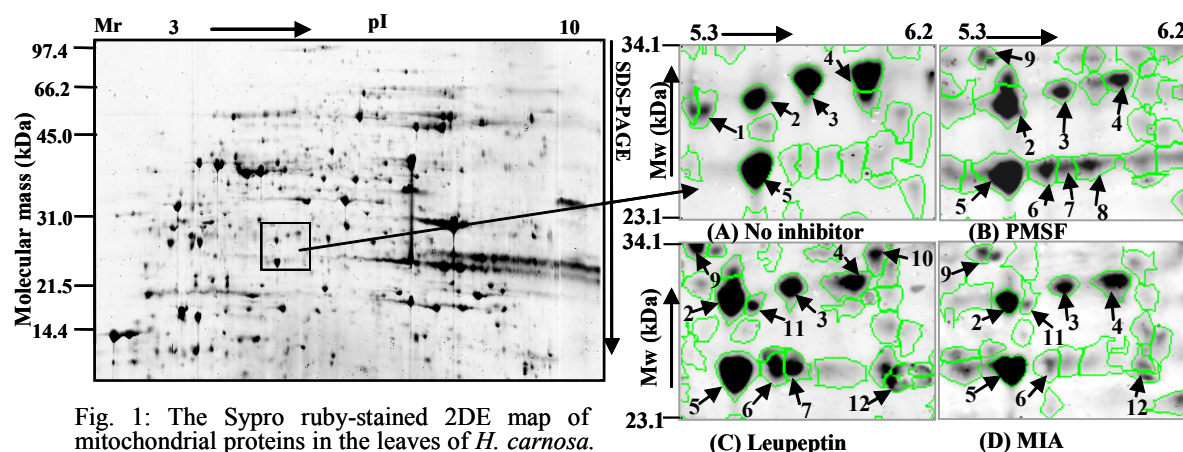 Mr 3 pI 10
97.4
66.2
45.0
31.0
21.5
14.4
Molecular mass (kDa)
SDS-PAGE
Fig. 1: The Sypro ruby-stained 2DE map of
mitochondrial proteins in the leaves of H. carnosa.
5.3 6.2
34.1
23.1
Mw (kDa)
4
1 2 3
5
(A) No inhibitor
5.3 6.2
9
2 3 4
5 6 7 8
(B) PMSF
34.1
23.1
Mw (kDa)
9 4 10
2 11 3
5 6 7 12
(C) Leupeptin
9
2 11 3 4
5 6 12
(D) MIA